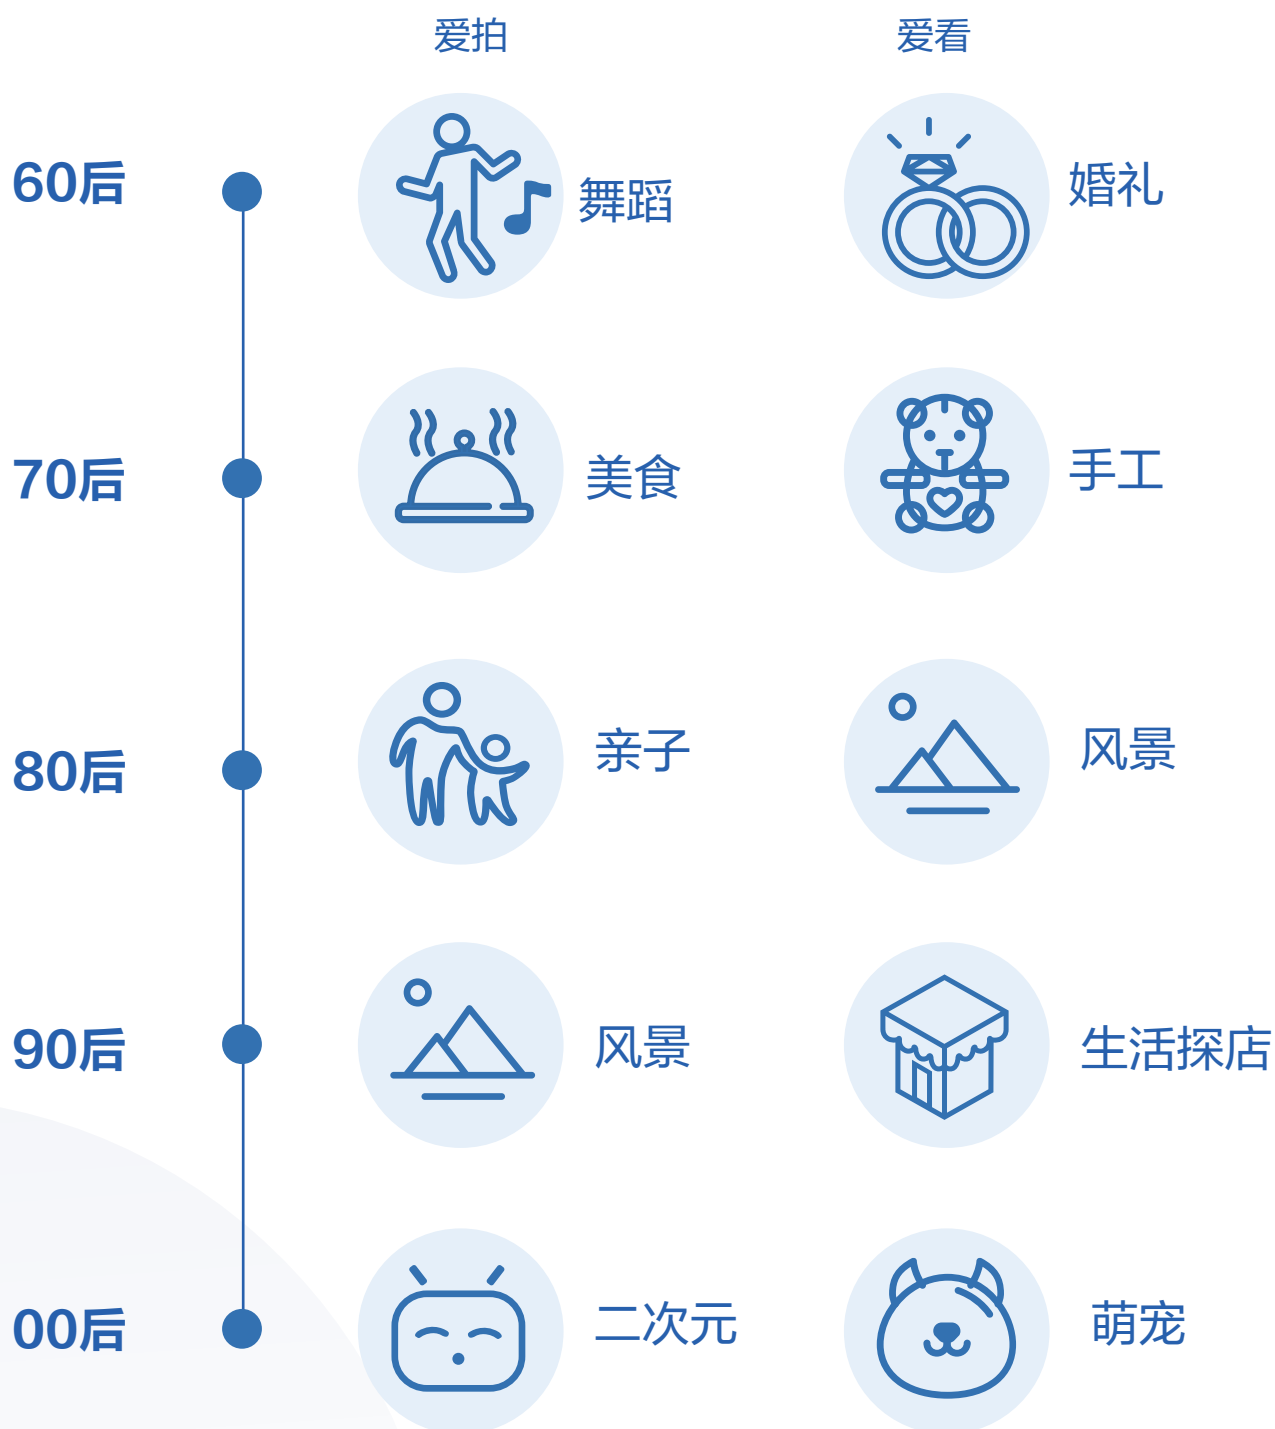 爱拍 爱看
60后 舞蹈 婚礼
70后 美食 手工
80后 亲子 风景
90后 风景 生活探店
00后 二次元 萌宠